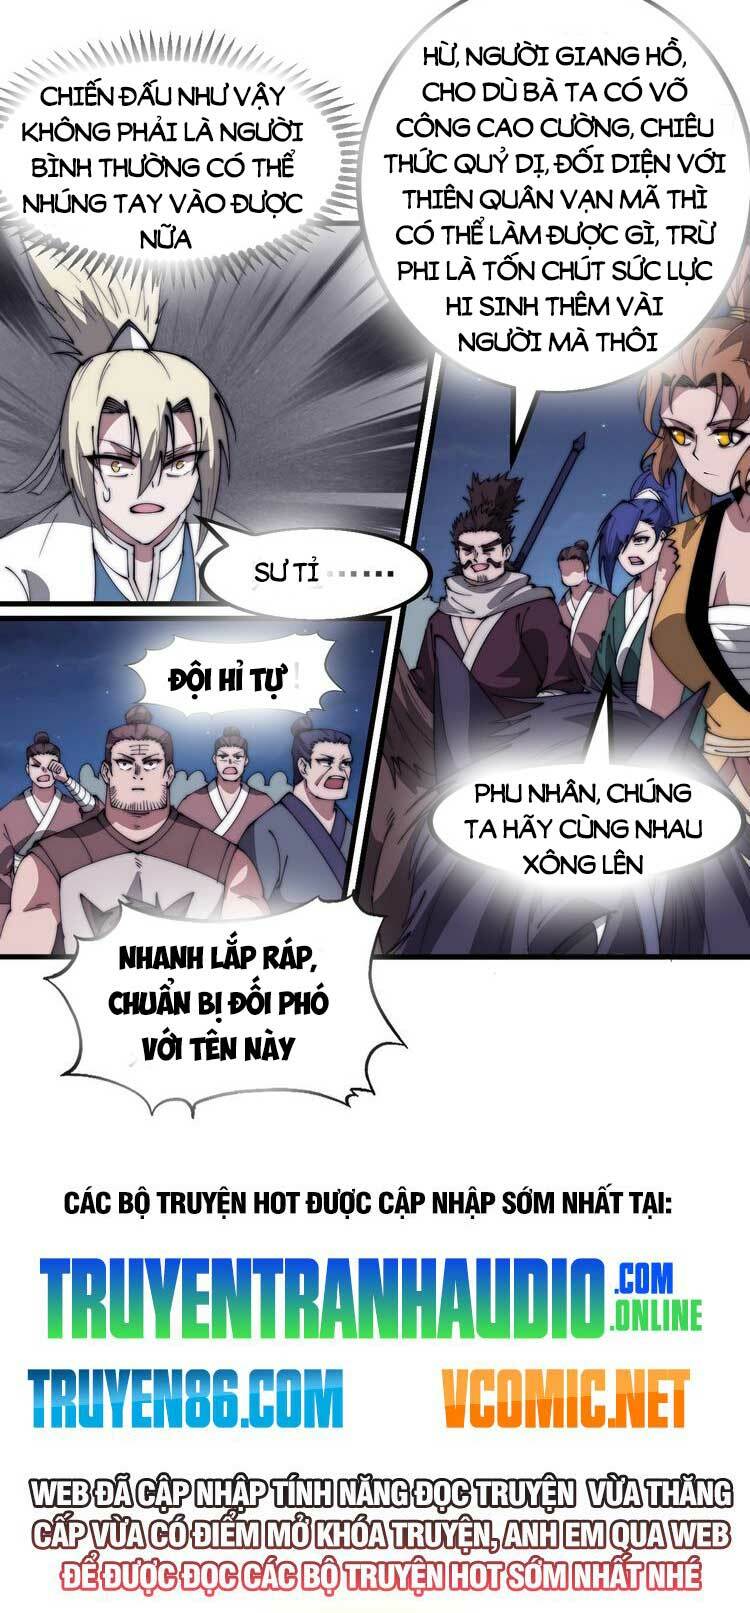 CHIẾN ĐẤU NHƯ VẬY
KHÔNG PHẢI LÀ NGƯỜI
BÌNH THƯỜNG CÓ THỂ
NHÚNG TAY VÀO ĐƯỢC
NỮA
HỪ, NGƯỜI GIANG HỒ,
CHO DÙ BÀ TA CÓ VÕ
CÔNG CAO CƯỜNG, CHIÊU
THỨC QUỶ DỊ, ĐỐI DIỆN VỚI
THIÊN QUÂN VẠN MÃ THÌ
CÓ THỂ LÀM ĐƯỢC GÌ, TRỪ
PHI LÀ TỐN CHÚT SỨC LỰC
HI SINH THÊM VÀI
NGƯỜI MÀ THÔI
SƯ TỈ ......
ĐỘI HỈ TỰ !
PHU NHÂN, CHÚNG
TA HÃY CÙNG NHAU
XÔNG LÊN
NHANH LẮP RÁP,
CHUẨN BỊ ĐỐI PHÓ
VỚI TÊN NÀY
CÁC BỘ TRUYỆN HOT ĐƯỢC CẬP NHẬP SỚM NHẤT TẠI:
TRUYENTRANHAUDIO.COM
.ONLINE
TRUYEN86.COM VCOMIC.NET
WEB ĐÃ CẬP NHẬP TÍNH NĂNG ĐỌC TRUYỆN VỪA THĂNG
CẤP VỪA CÓ ĐIỂM MỞ KHÓA TRUYỆN, ANH EM QUA WEB
ĐỂ ĐƯỢC ĐỌC CÁC BỘ TRUYỆN HOT SỚM NHẤT NHÉ